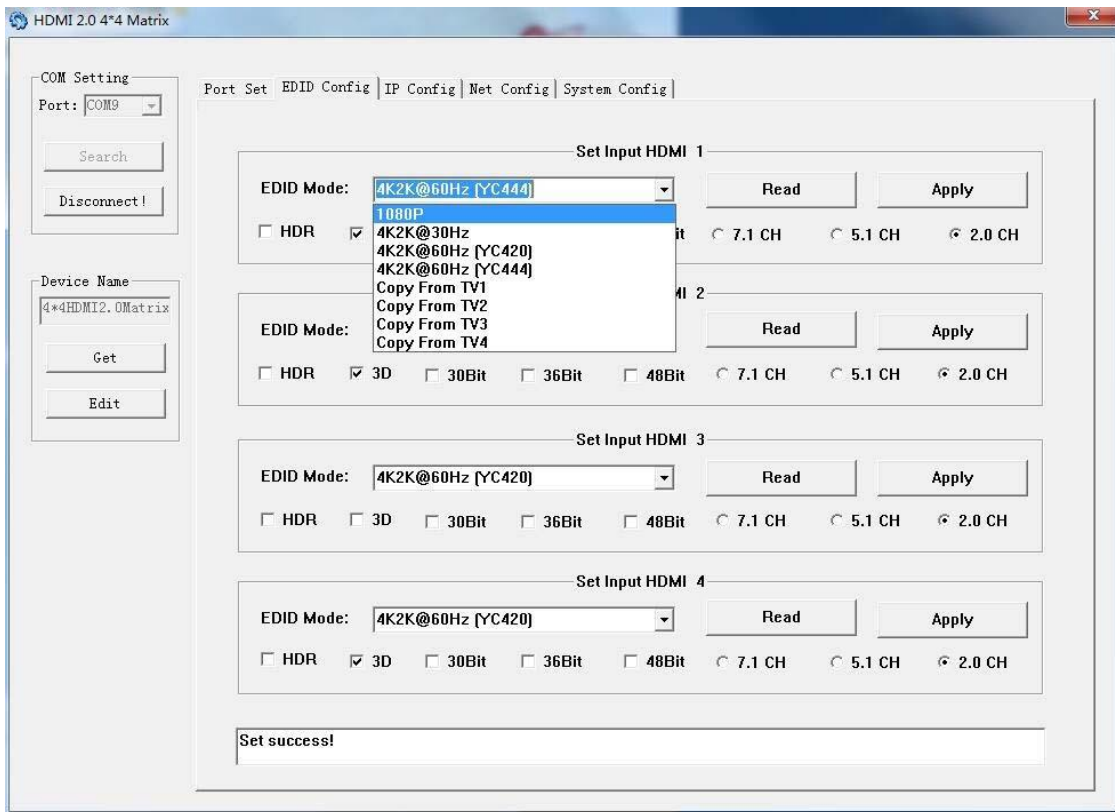 HDMI 2.0 4*4 Matrix
COM Setting
Port: COM9
Search
Disconnect!
Device Name
4*4HDMI2.0Matrix
Get
Edit
Port Set EDID Config IP Config Net Config System Config
Set Input HDMI 1
EDID Mode: 4K2K@60Hz (YC444) Read Apply
1080P
4K2K@30Hz
4K2K@60Hz (YC420)
4K2K@60Hz (YC444)
Copy From TV1
Copy From TV2
Copy From TV3
Copy From TV4
HDR 7.1 CH 5.1 CH 2.0 CH
2
EDID Mode: Read Apply
HDR 3D 30Bit 36Bit 48Bit 7.1 CH 5.1 CH 2.0 CH
Set Input HDMI 3
EDID Mode: 4K2K@60Hz (YC420) Read Apply
HDR 3D 30Bit 36Bit 48Bit 7.1 CH 5.1 CH 2.0 CH
Set Input HDMI 4
EDID Mode: 4K2K@60Hz (YC420) Read Apply
HDR 3D 30Bit 36Bit 48Bit 7.1 CH 5.1 CH 2.0 CH
Set success!